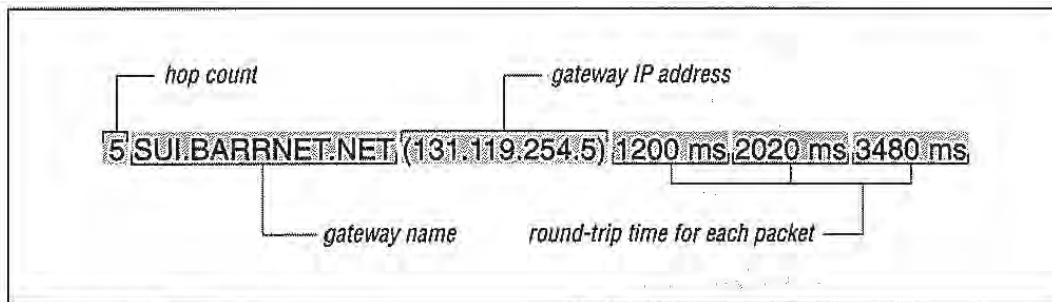 hop count gateway IP address
5 SUI.BARRNET.NET (131.119.254.5) 1200 ms 2020 ms 3480 ms
gateway name round-trip time for each packet